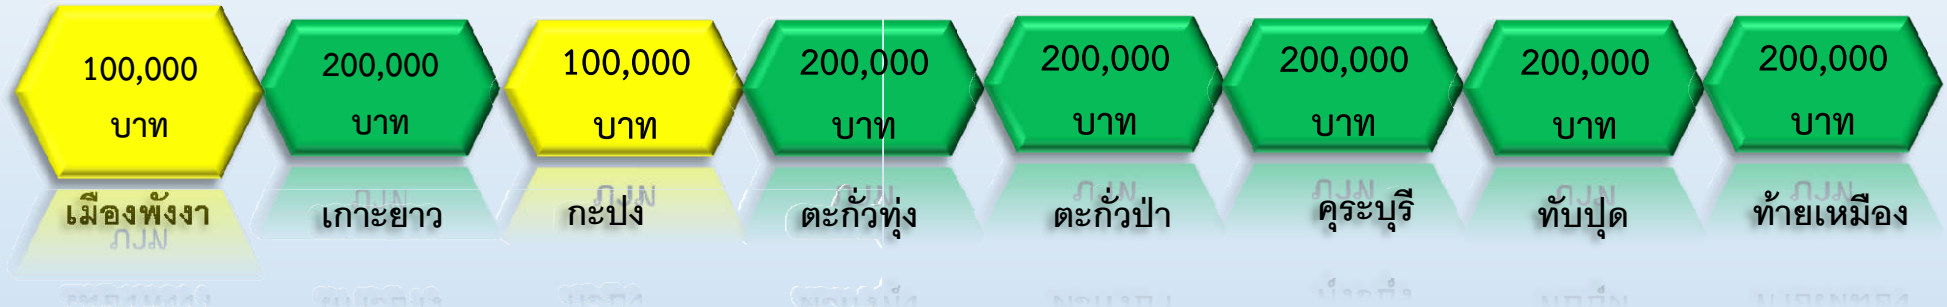 100,000
บาท
200,000
บาท
100,000
บาท
200,000
บาท
200,000
บาท
200,000
บาท
200,000
บาท
200,000
บาท
เมืองพังงา
เกาะยาว
กะปง
ตะกั่วทุ่ง
ตะกั่วป่า
คุระบุรี
ทับปุด
ท้ายเหมือง